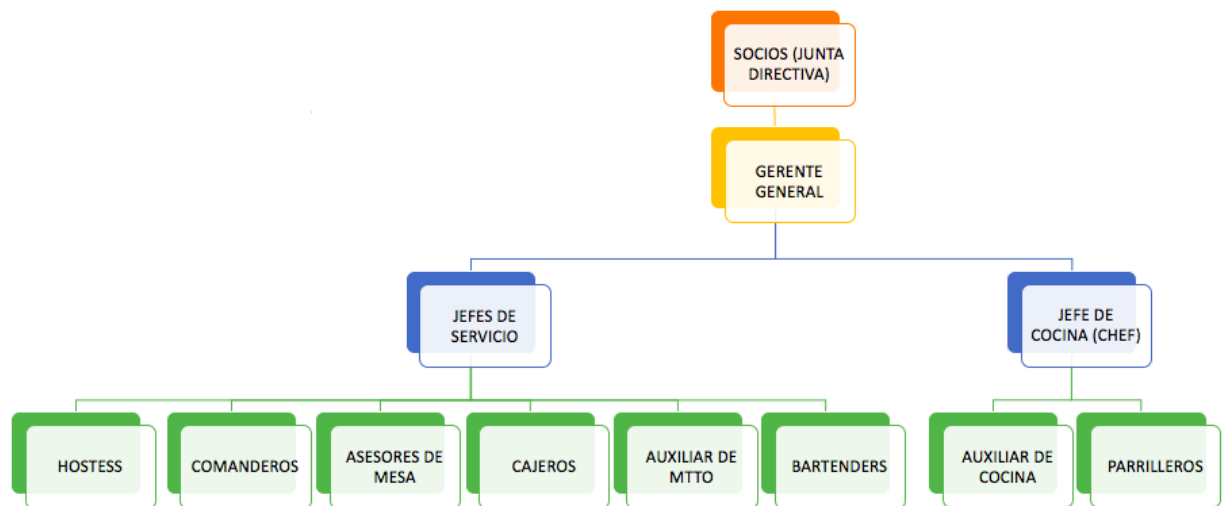 SOCIOS (JUNTA
DIRECTIVA)
GERENTE
GENERAL
JEFES DE
SERVICIO
JEFE DE
COCINA (CHEF)
HOSTESS
COMANDEROS
ASESORES DE
MESA
CAJEROS
AUXILIAR DE
MTTO
BARTENDERS
AUXILIAR DE
COCINA
PARRILLEROS